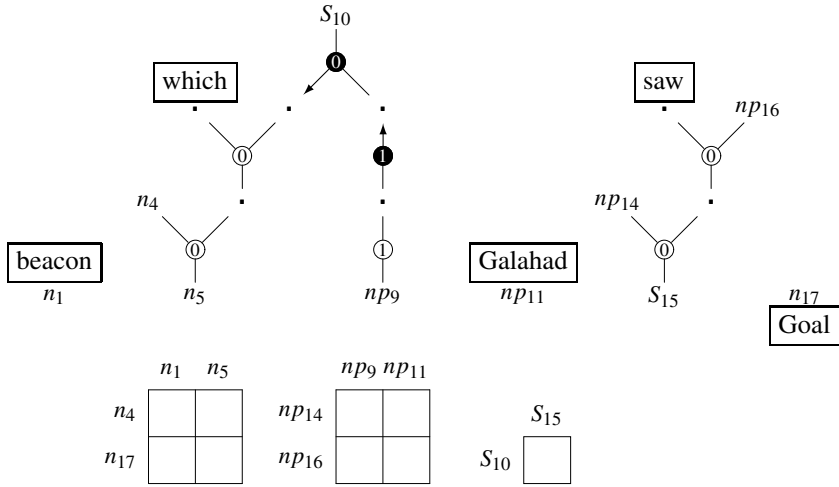 S10
0
which
saw
np16
0
1
0
n4
np14
0
1
0
beacon
Galahad
n1
n5
np9
np11
S15
n17
Goal
n1 n5
np9 np11
n4
np14
S15
n17
np16
S10